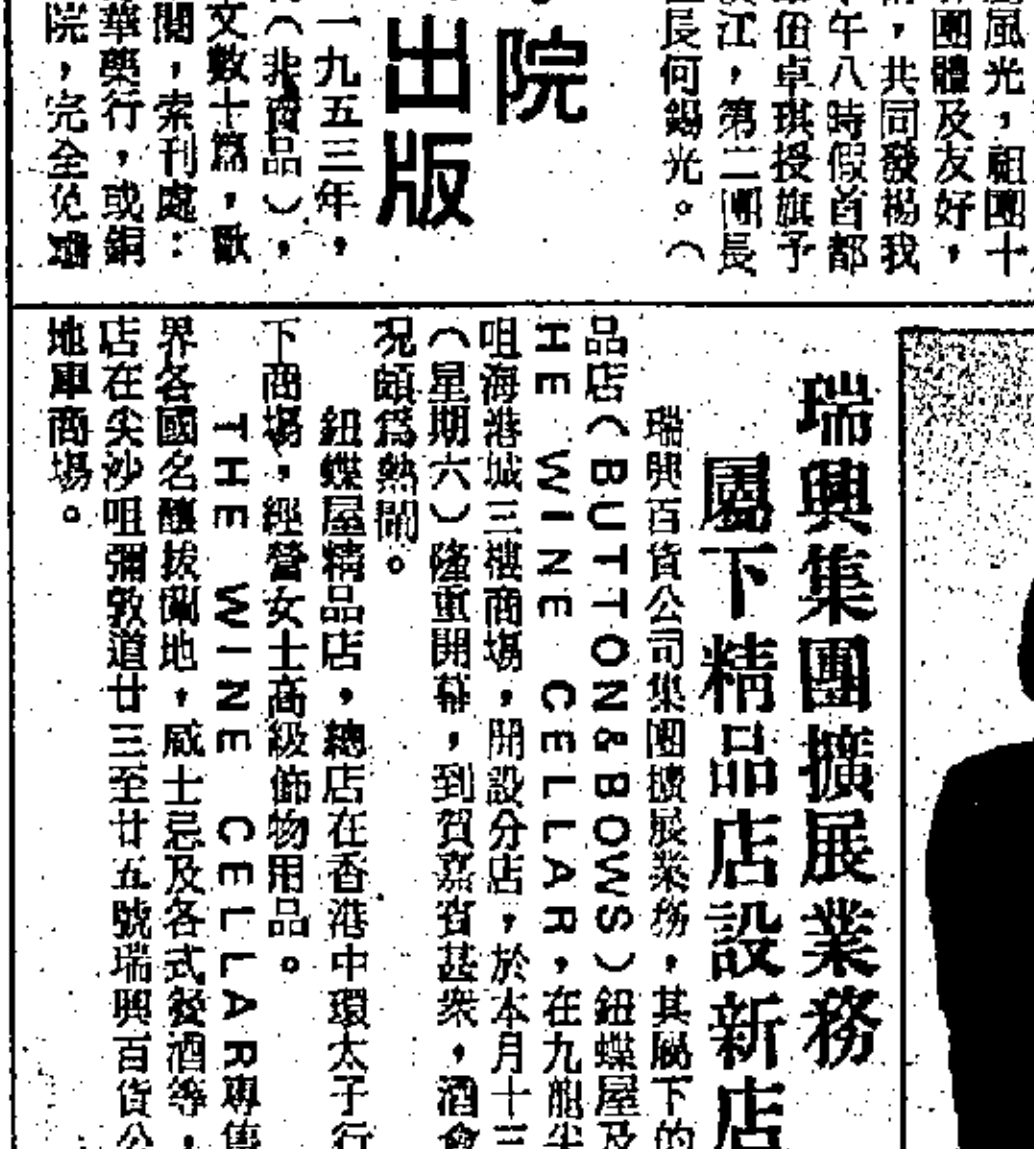 風光，祖團十
團體及友好，
，共同發楊我
午八時假首都
伍卓琪授旗予
江，第二團長
長何錫光。（
院
出版
一九五三年，
（非賣品），
文數十篇，歡
閱，索刊處：
華藥行，或銅
院，完全免
瑞興集團擴展業務
屬下精品店設新店
瑞興百貨公司集團擴展業務，其屬下的
品店（BUTTON&BOWS）鈕蝶屋及
HE WINE CELLAR，在九龍尖
咀海港城三樓商場，開設分店，於本月十三
（星期六）隆重開幕，到賀嘉賓甚衆，酒會
況頗爲熱閙。
鈕蝶屋精品店，總店在香港中環太子行
下商場，經營女士高級飾物用品。
THE WINE CELLAR專售
界各國名釀拔蘭地，威士忌及各式餐酒等，
店在尖沙咀彌敦道廿三至廿五號瑞興百貨公
地庫商場。